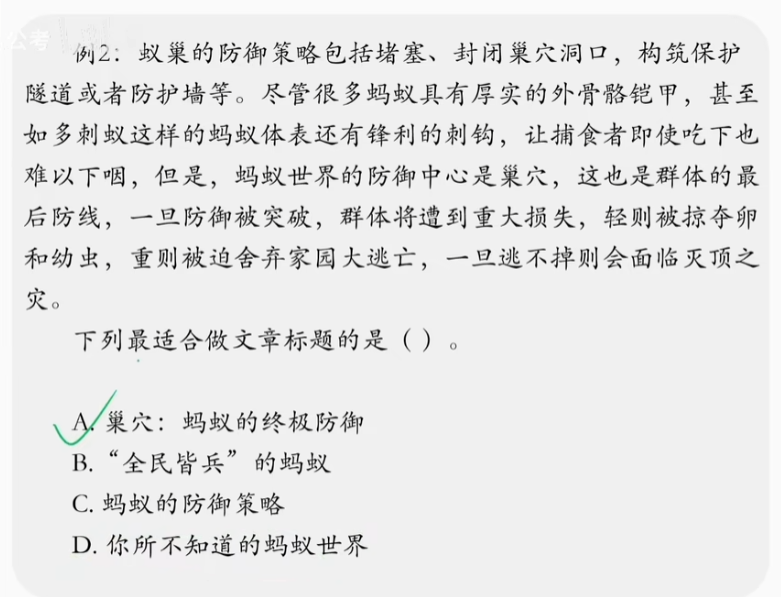 公考
例2：蚁巢的防御策略包括堵塞、封闭巢穴洞口，构筑保护
隧道或者防护墙等。尽管很多蚂蚁具有厚实的外骨骼铠甲，甚至
如多刺蚁这样的蚂蚁体表还有锋利的刺钩，让捕食者即使吃下也
难以下咽，但是，蚂蚁世界的防御中心是巢穴，这也是群体的最
后防线，一旦防御被突破，群体将遭到重大损失，轻则被掠夺卵
和幼虫，重则被迫舍弃家园大逃亡，一旦逃不掉则会面临灭顶之
灾。
下列最适合做文章标题的是（ ）。
A. 巢穴：蚂蚁的终极防御
B. “全民皆兵”的蚂蚁
C. 蚂蚁的防御策略
D. 你所不知道的蚂蚁世界